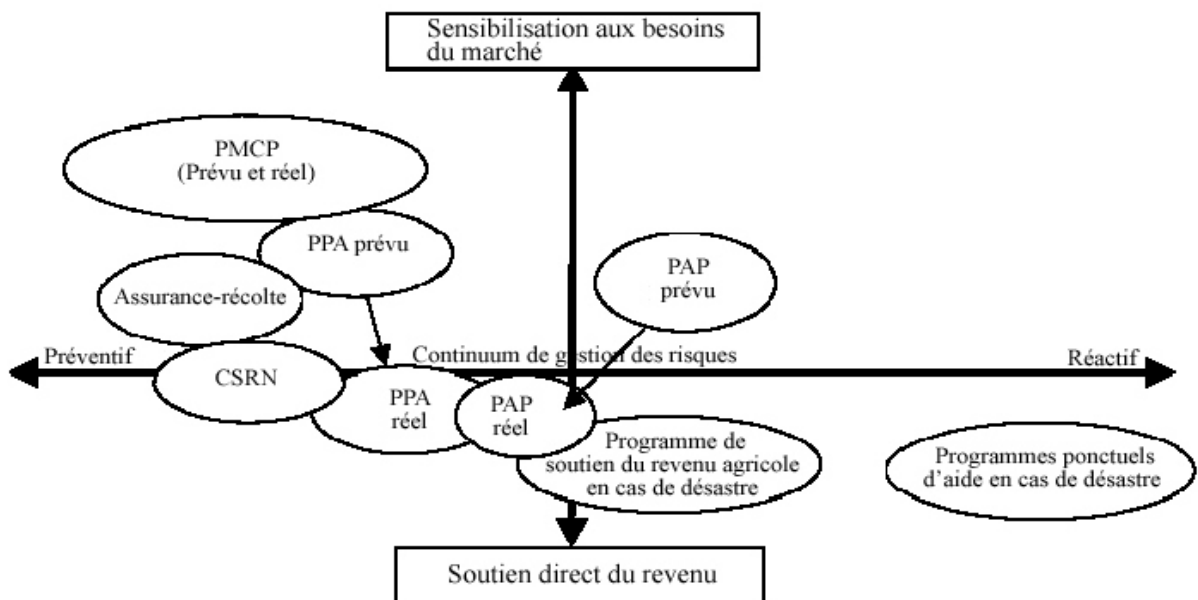 Sensibilisation aux besoins
du marché
PMCP
(Prévu et réel)
PPA prévu
PAP
prévu
Assurance-récolte
Préventif
Continuum de gestion des risques
Réactif
CSRN
PPA
réel
PAP
réel
Programme de
soutien du revenu agricole
en cas de désastre
Programmes ponctuels
d'aide en cas de désastre
Soutien direct du revenu